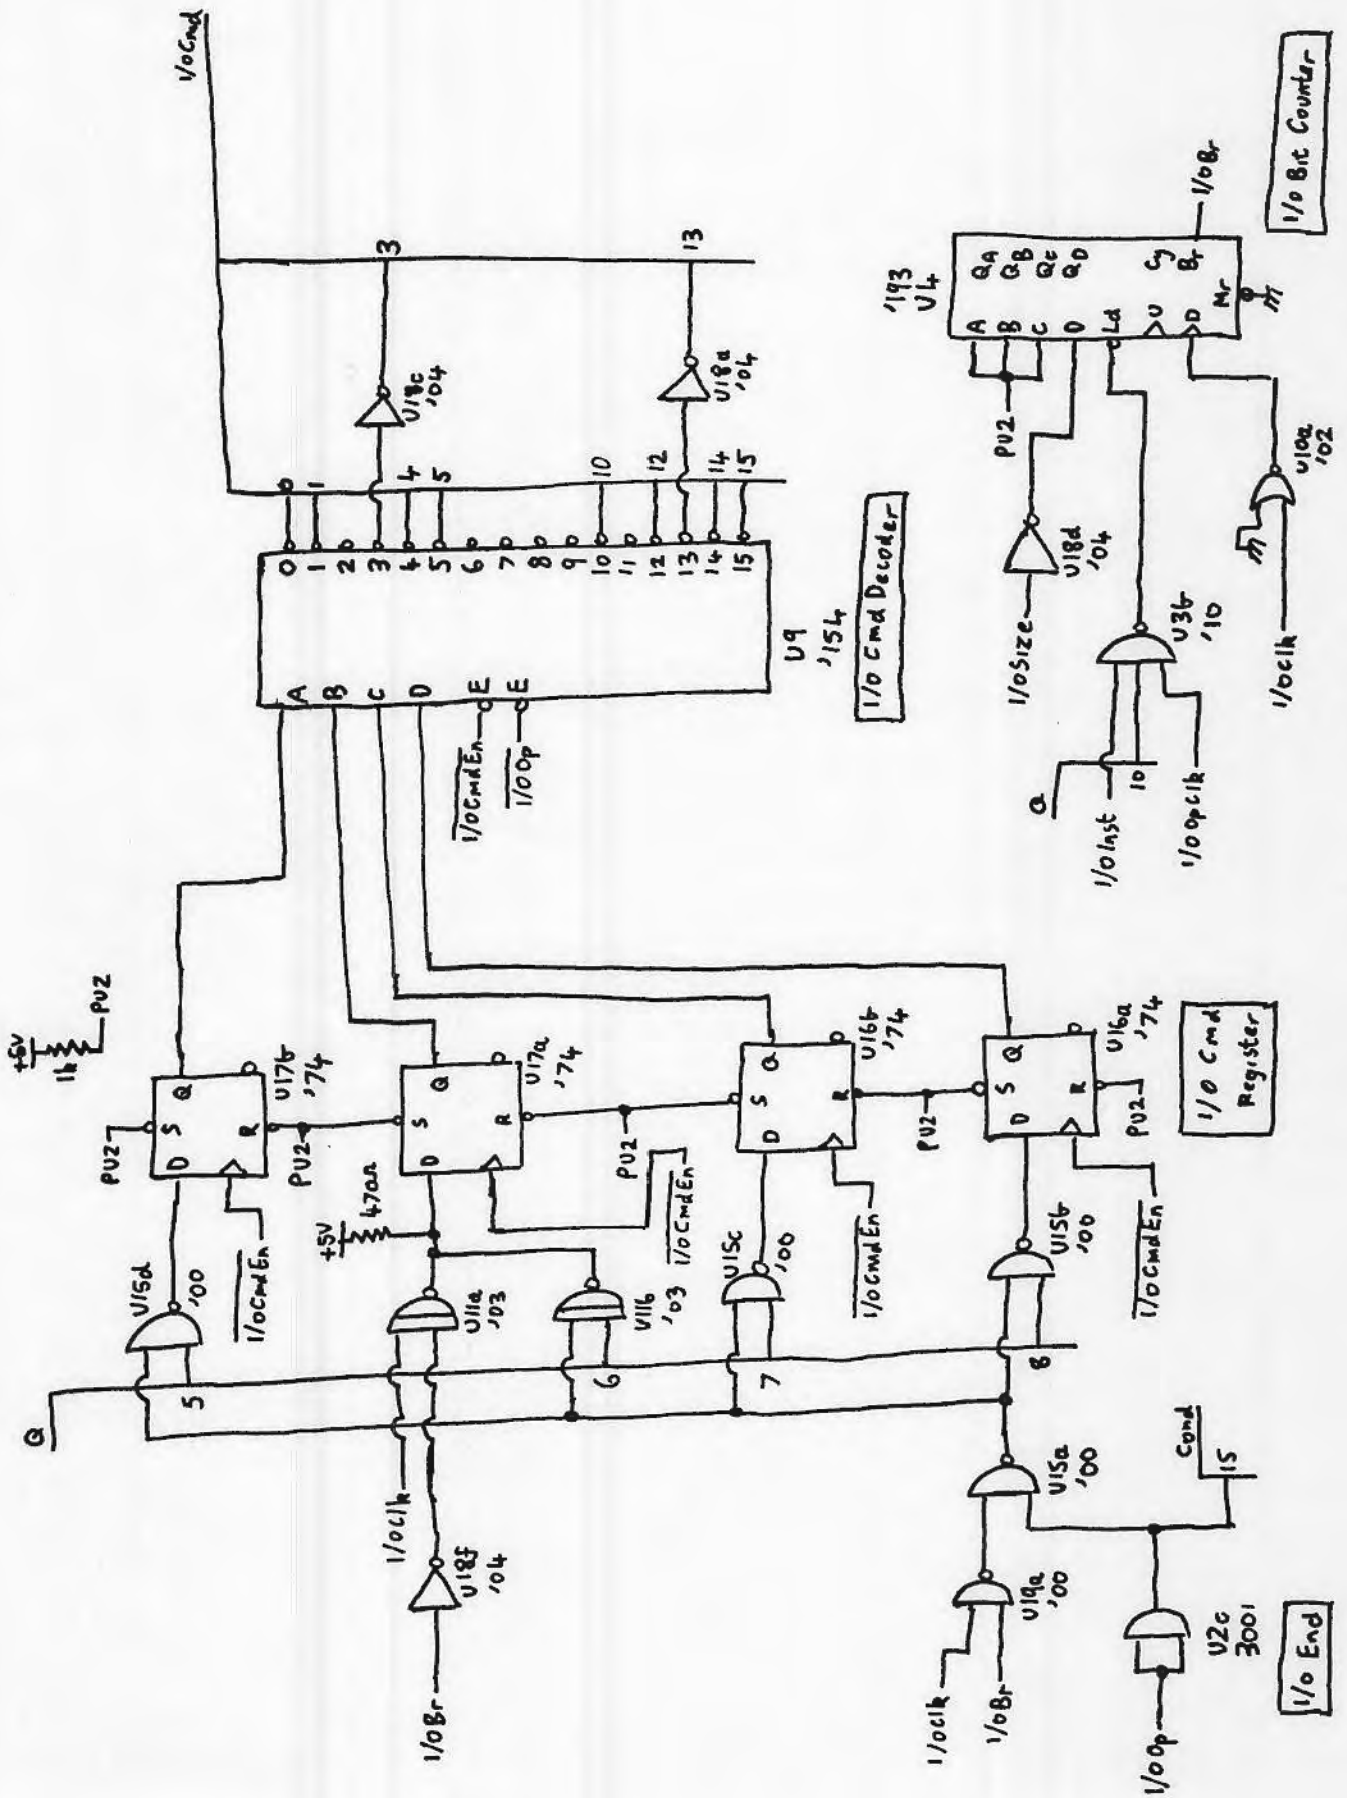 I/O Cmd
0
1
4
5
10
12
14
15
3
13
U18c
'04
U18a
'04
0
1
2
3
4
5
6
7
8
9
10
11
12
13
14
15
A
B
C
D
E
E
I/OCmdEn
I/OOp
U9
'154
I/O Cmd Decoder
+5V
1k
PU2
PU2
S
D
Q
R
U17b
'74
I/OCmdEn
PU2
U15d
'00
+5V
470Ω
S
D
Q
R
U17a
'74
PU2
I/OCmdEn
U11a
'03
U11b
'03
S
D
Q
R
U16b
'74
PU2
I/OCmdEn
U15c
'00
S
D
Q
R
U16a
'74
PU2
I/OCmdEn
U15b
'00
I/O Cmd
Register
Q
5
6
7
8
I/OClk
I/OBr
U18f
'04
I/OClk
I/OBr
U19a
'00
U15a
'00
Cond
15
I/OOp
U2c
3001
I/O End
'193
U4
A
B
C
D
Ld
U
D
Mr
QA
QB
QC
QD
Cy
Br
I/OBr
PU2
I/OSize
U18d
'04
Q
I/OInst
10
I/OOpClk
U3b
'10
I/OClk
U10a
'02
I/O Bit Counter